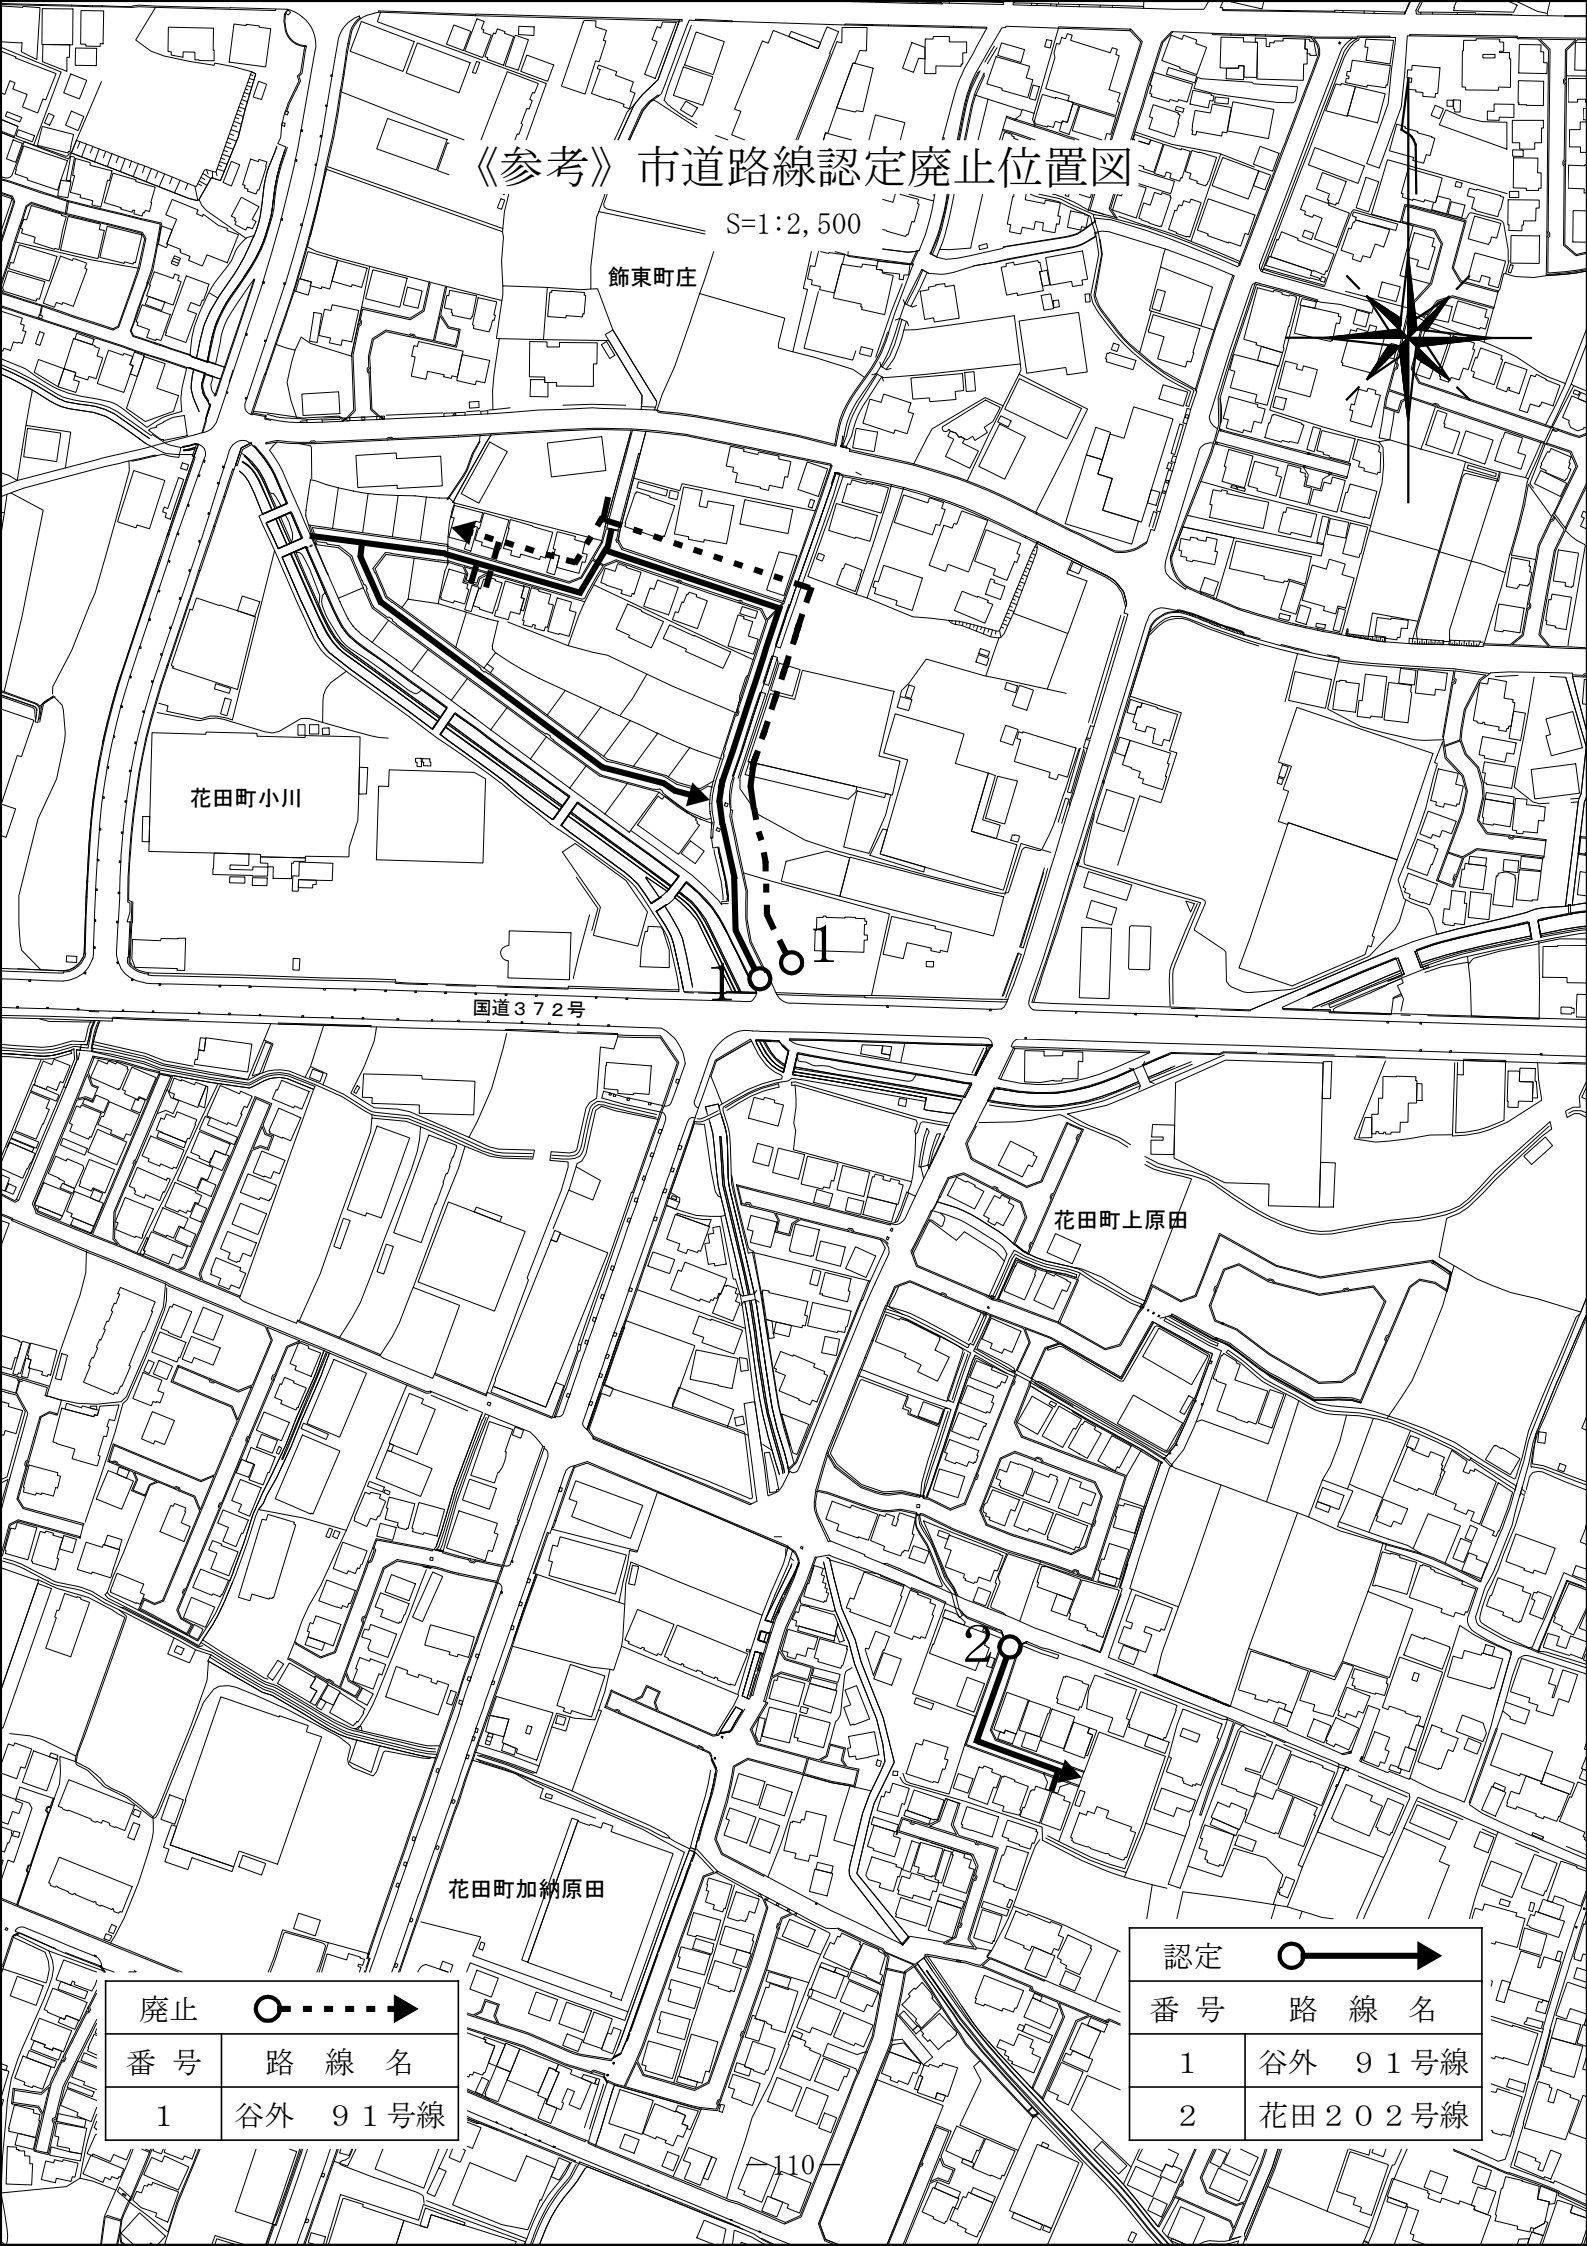 《参考》市道路線認定廃止位置図
S=1:2,500
飾東町庄
花田町小川
1
1
国道３７２号
花田町上原田
2
花田町加納原田
認定
番 号 路 線 名
1 谷外 ９１号線
2 花田２０２号線
廃止
番 号 路 線 名
1 谷外 ９１号線
－110－